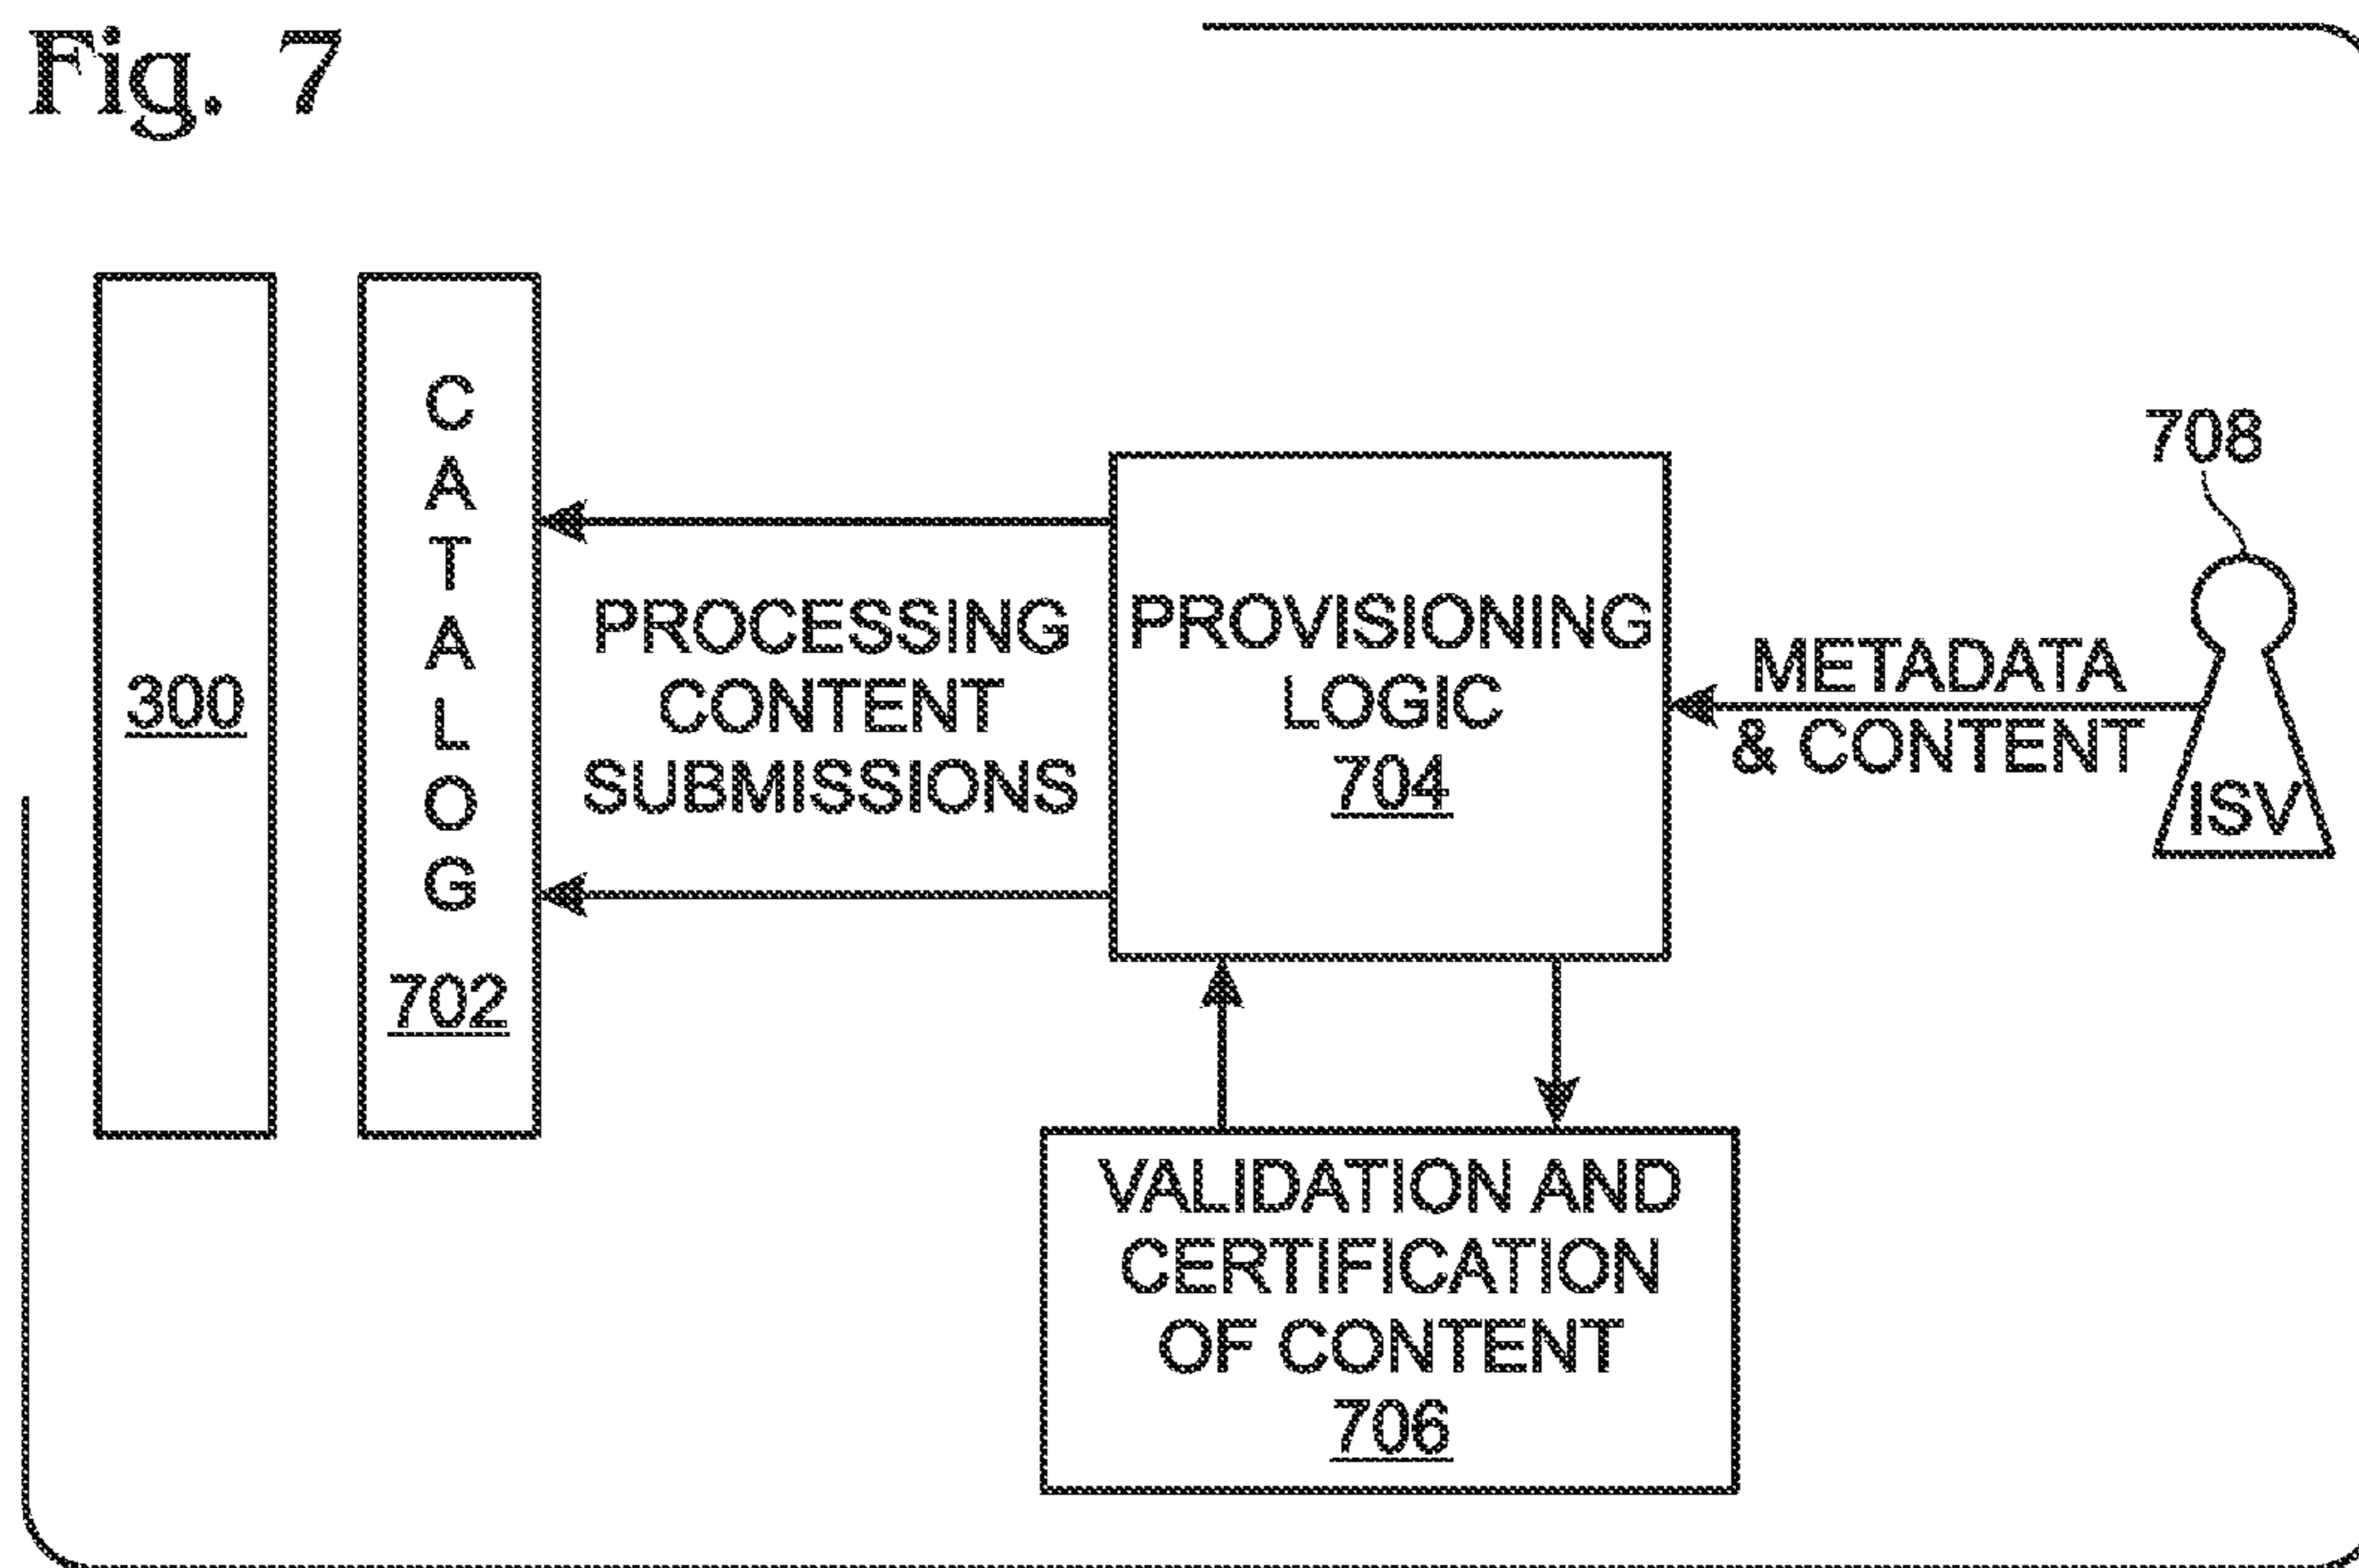 Fig. 7
300
CATALOG
702
PROCESSING
CONTENT
SUBMISSIONS
PROVISIONING
LOGIC
704
METADATA
& CONTENT
708
ISV
VALIDATION AND
CERTIFICATION
OF CONTENT
706